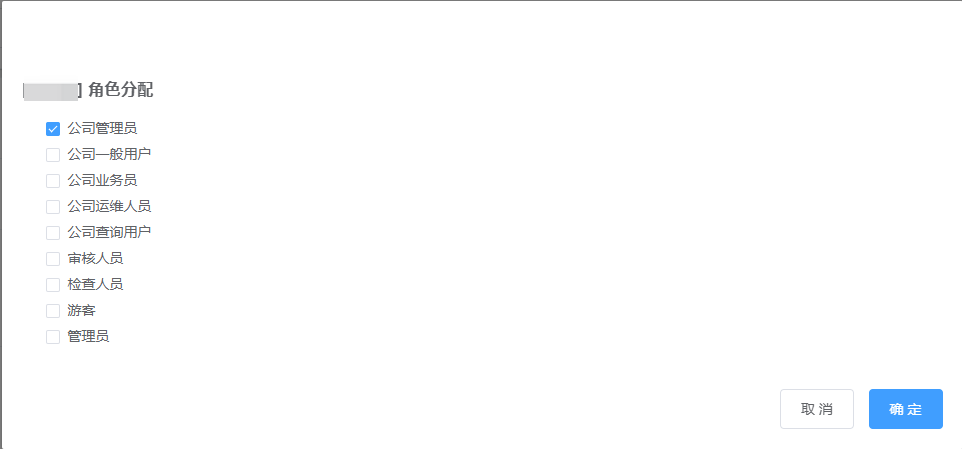 ] 角色分配
公司管理员
公司一般用户
公司业务员
公司运维人员
公司查询用户
审核人员
检查人员
游客
管理员
取消 确定